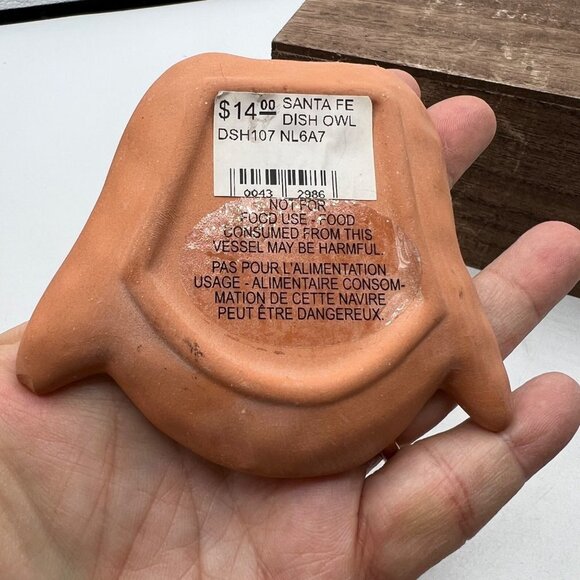 $14.00 SANTA FE
DISH OWL
DSH107 NL6A7
0043 2986
NOT FOR
FOOD USE - FOOD
CONSUMED FROM THIS
VESSEL MAY BE HARMFUL.
PAS POUR L'ALIMENTATION
USAGE - ALIMENTAIRE CONSOM-
MATION DE CETTE NAVIRE
PEUT ÊTRE DANGEREUX.